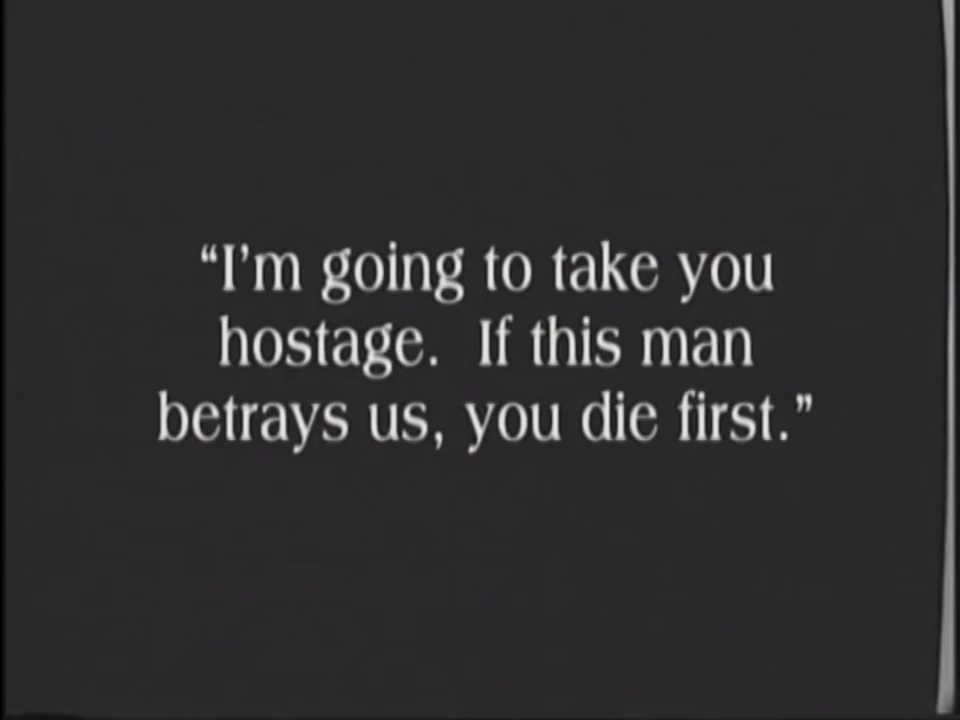 “I’m going to take you
hostage.  If this man
betrays us, you die first.”